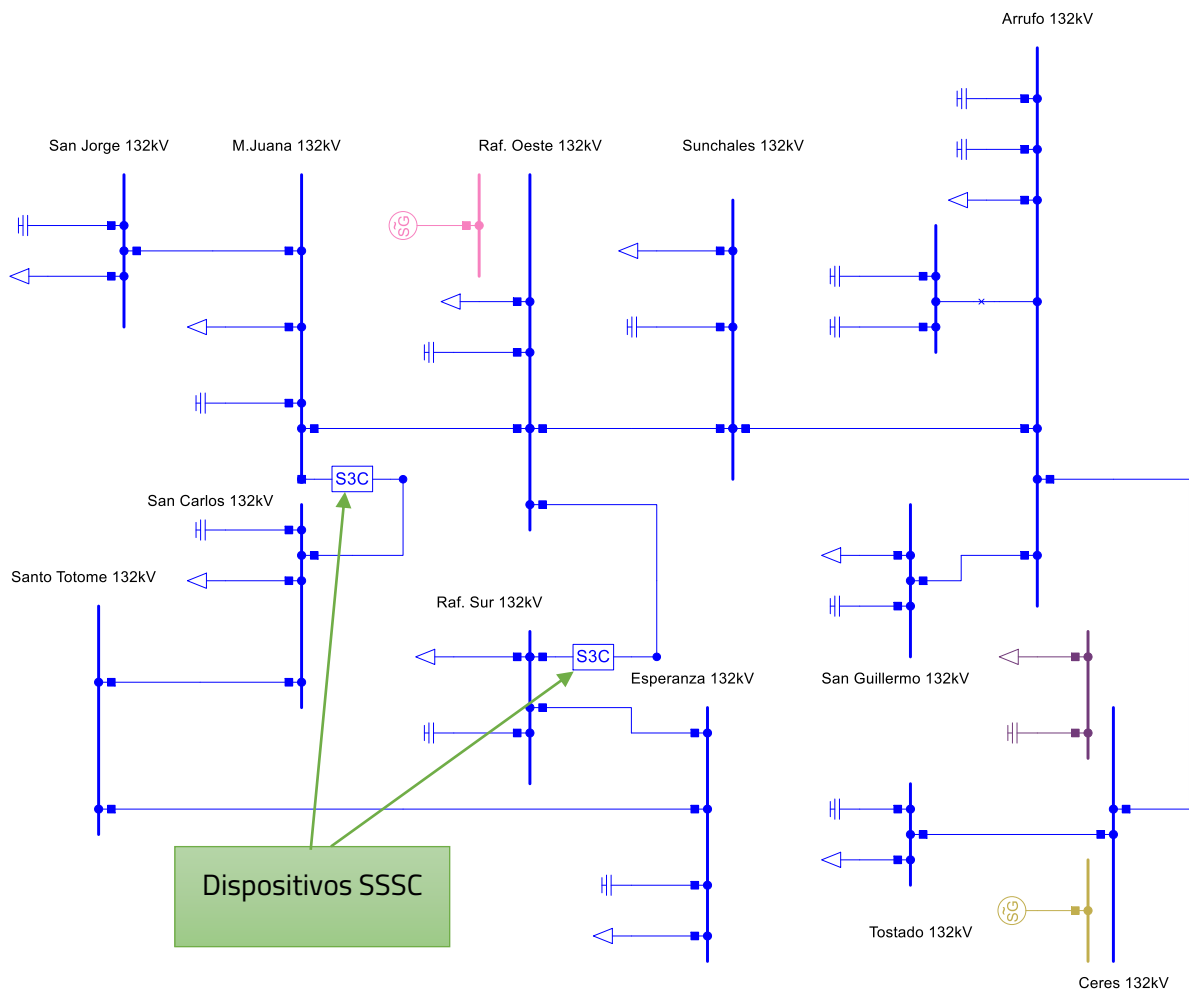 Arrufo 132kV
San Jorge 132kV
M.Juana 132kV
Raf. Oeste 132kV
Sunchales 132kV
SG
S3C
San Carlos 132kV
Santo Totome 132kV
Raf. Sur 132kV
S3C
Esperanza 132kV
San Guillermo 132kV
Dispositivos SSSC
SG
Tostado 132kV
Ceres 132kV